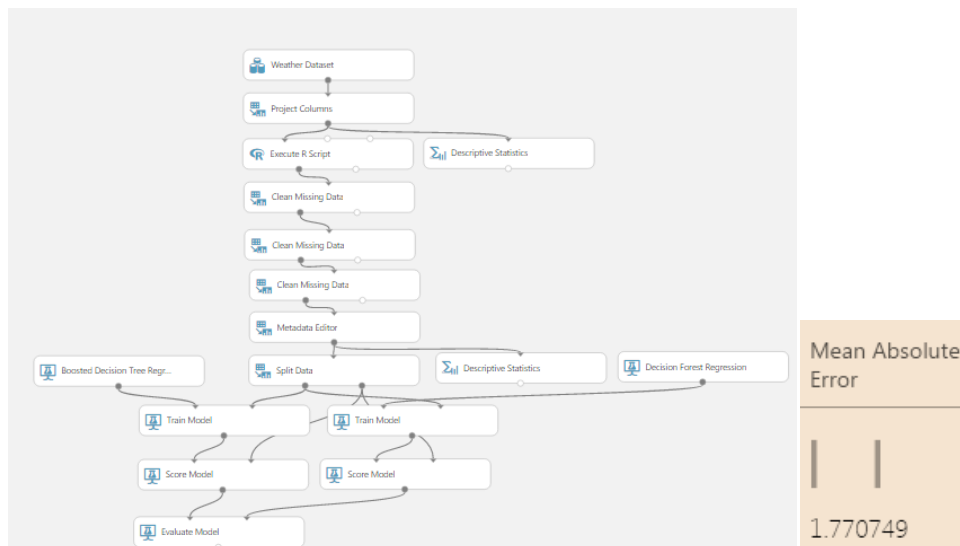 Weather Dataset
Project Columns
Execute R Script
Descriptive Statistics
Clean Missing Data
Clean Missing Data
Clean Missing Data
Metadata Editor
Boosted Decision Tree Regr...
Split Data
Descriptive Statistics
Decision Forest Regression
Train Model
Train Model
Score Model
Score Model
Evaluate Model
Mean Absolute
Error
1.770749